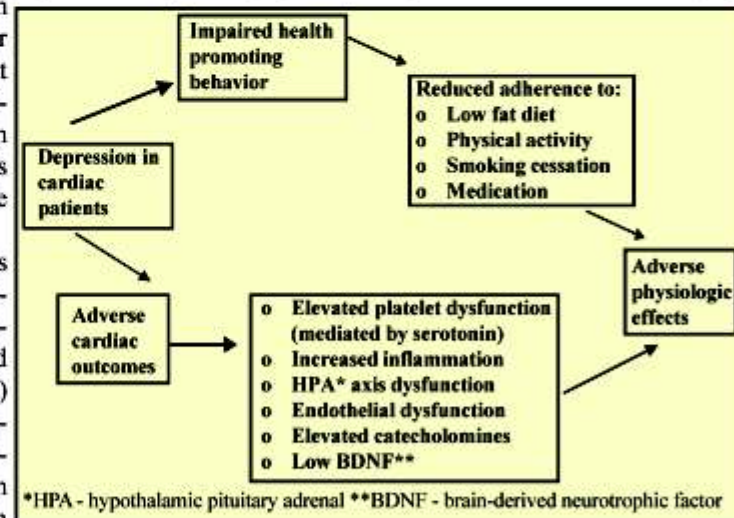 Impaired health
promoting
behavior
Reduced adherence to:
o Low fat diet
o Physical activity
o Smoking cessation
o Medication
Depression in
cardiac
patients
Adverse
physiologic
effects
Adverse
cardiac
outcomes
o Elevated platelet dysfunction
(mediated by serotonin)
o Increased inflammation
o HPA* axis dysfunction
o Endothelial dysfunction
o Elevated catecholomines
o Low BDNF**
*HPA - hypothalamic pituitary adrenal **BDNF - brain-derived neurotrophic factor